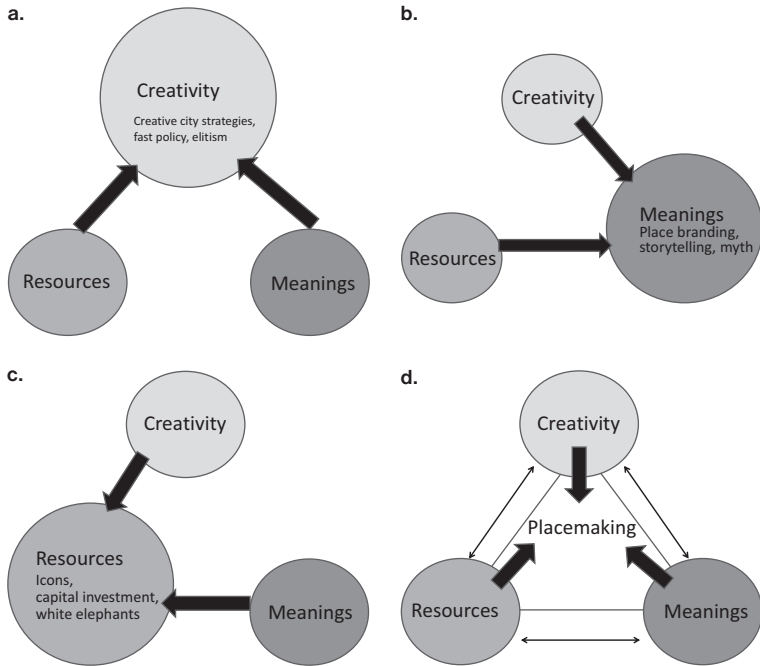 a.
Creativity
Creative city strategies,
fast policy, elitism
Resources
Meanings
b.
Creativity
Meanings
Place branding,
storytelling, myth
Resources
c.
Creativity
Resources
Icons,
capital investment,
white elephants
Meanings
d.
Creativity
Placemaking
Resources
Meanings